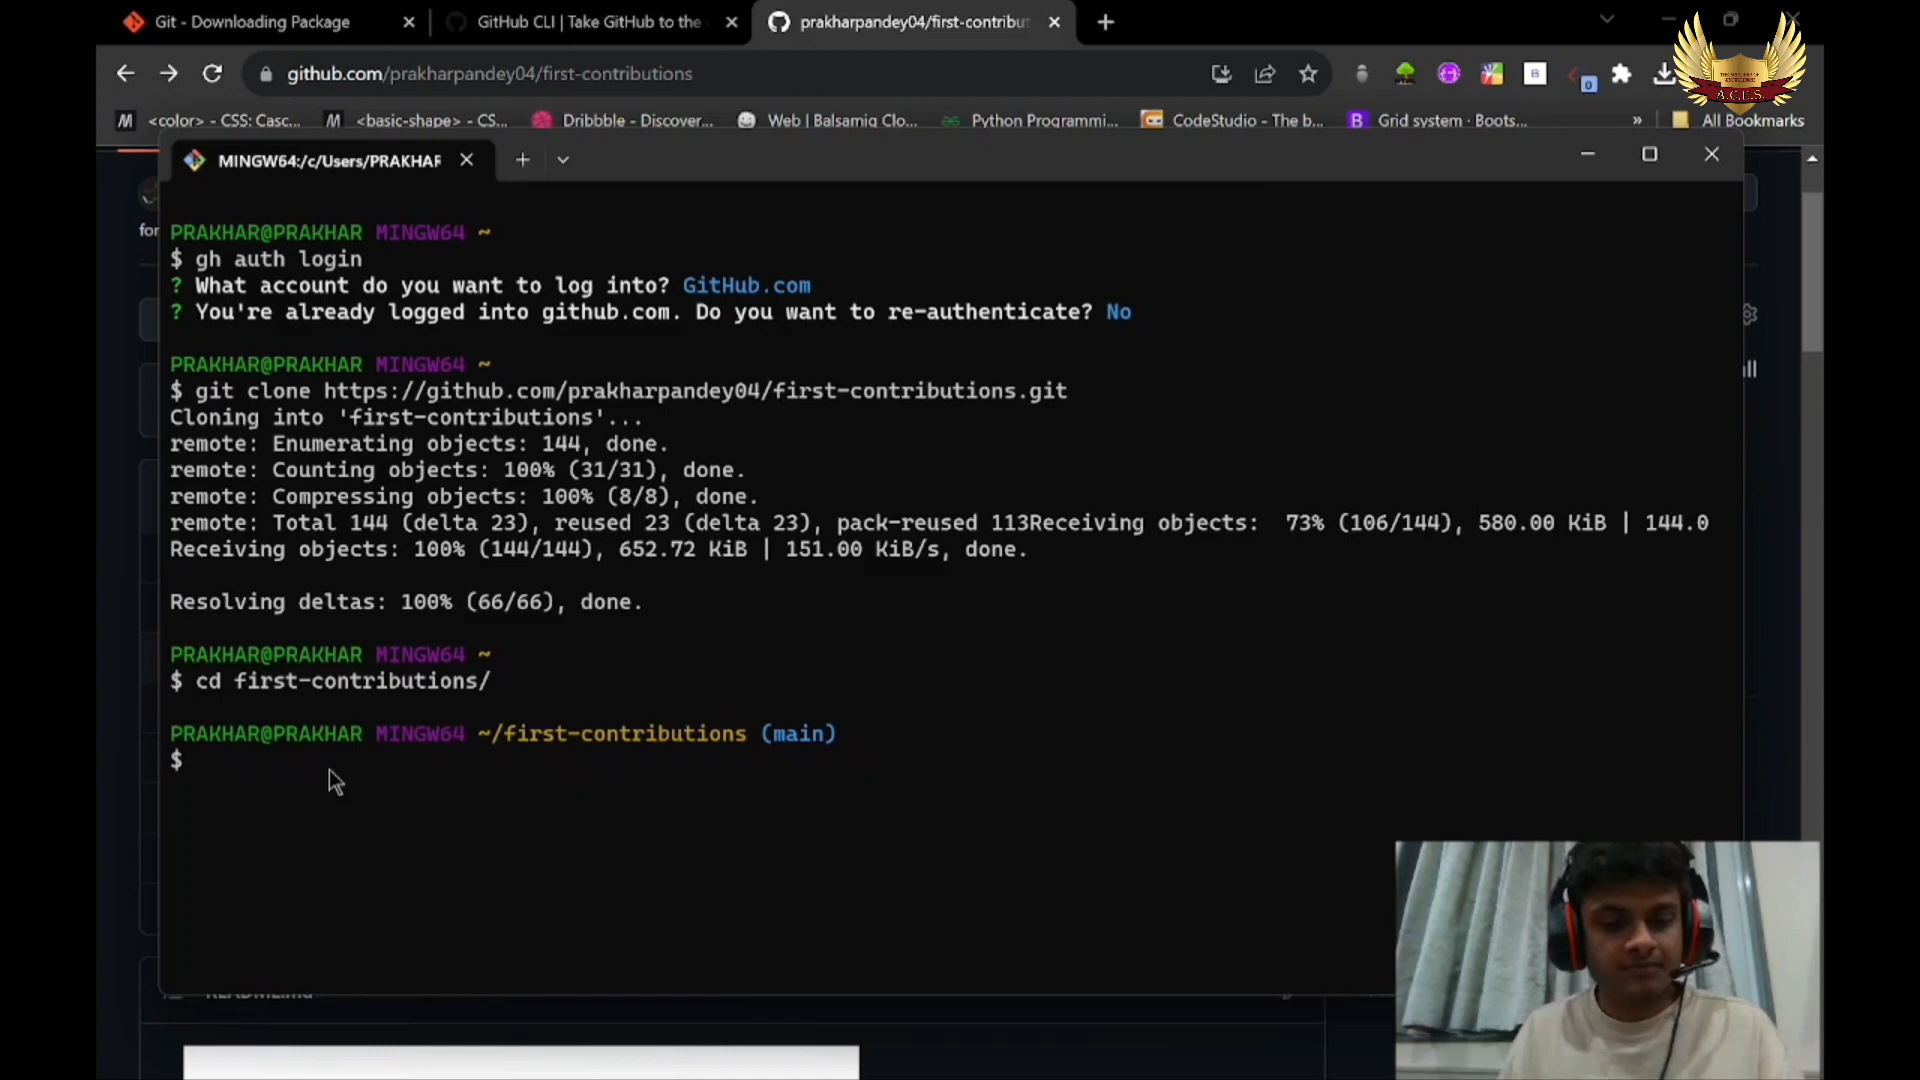 Git - Downloading Package
GitHub CLI | Take GitHub to the
prakharpandey04/first-contribut
github.com/prakharpandey04/first-contributions
0
B
A.C.E.S.
M <color> - CSS: Casc...
M <basic-shape> - CS...
Dribbble - Discover...
Web | Balsamiq Clo...
Python Programmi...
CodeStudio - The b...
B Grid system · Boots...
»
All Bookmarks
MINGW64:/c/Users/PRAKHAR
for
PRAKHAR@PRAKHAR MINGW64 ~
$ gh auth login
? What account do you want to log into? GitHub.com
? You're already logged into github.com. Do you want to re-authenticate? No
PRAKHAR@PRAKHAR MINGW64 ~
$ git clone https://github.com/prakharpandey04/first-contributions.git
Cloning into 'first-contributions'...
remote: Enumerating objects: 144, done.
remote: Counting objects: 100% (31/31), done.
remote: Compressing objects: 100% (8/8), done.
remote: Total 144 (delta 23), reused 23 (delta 23), pack-reused 113Receiving objects:  73% (106/144), 580.00 KiB | 144.0
Receiving objects: 100% (144/144), 652.72 KiB | 151.00 KiB/s, done.
Resolving deltas: 100% (66/66), done.
PRAKHAR@PRAKHAR MINGW64 ~
$ cd first-contributions/
PRAKHAR@PRAKHAR MINGW64 ~/first-contributions (main)
$
README.md